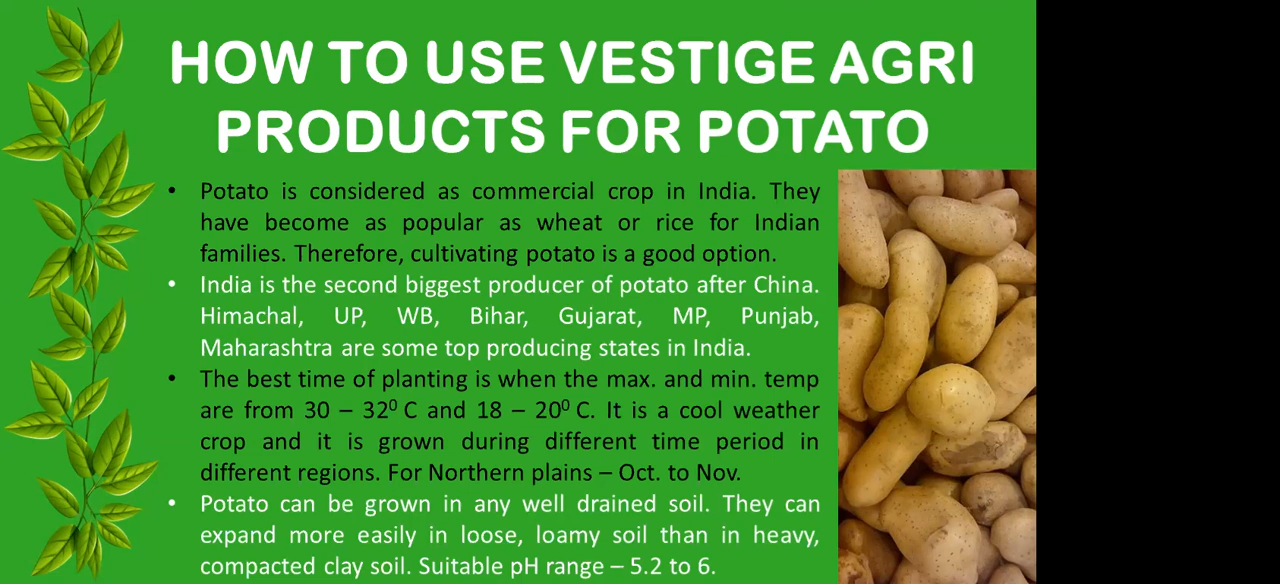 HOW TO USE VESTIGE AGRI
PRODUCTS FOR POTATO
• Potato is considered as commercial crop in India. They
have become as popular as wheat or rice for Indian
families. Therefore, cultivating potato is a good option.
• India is the second biggest producer of potato after China.
Himachal, UP, WB, Bihar, Gujarat, MP, Punjab,
Maharashtra are some top producing states in India.
• The best time of planting is when the max. and min. temp
are from 30 – 32⁰ C and 18 – 20⁰ C. It is a cool weather
crop and it is grown during different time period in
different regions. For Northern plains – Oct. to Nov.
• Potato can be grown in any well drained soil. They can
expand more easily in loose, loamy soil than in heavy,
compacted clay soil. Suitable pH range – 5.2 to 6.